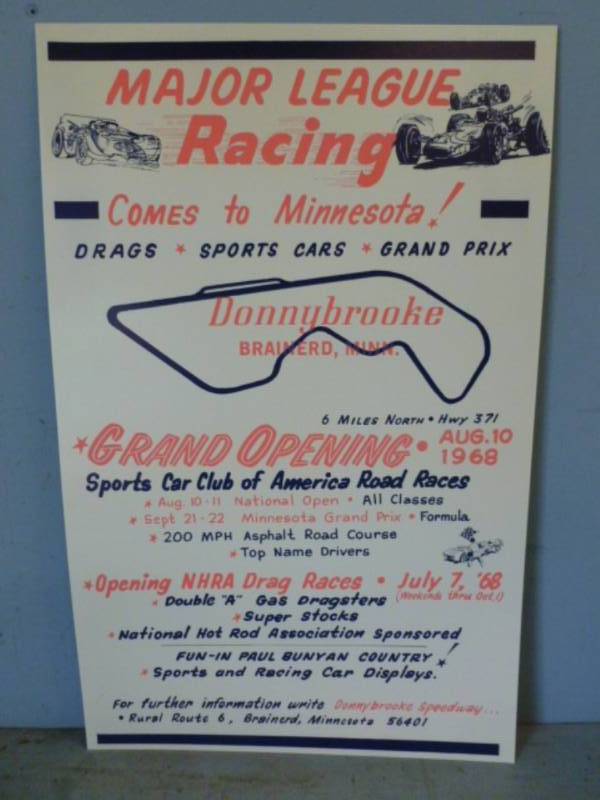 MAJOR LEAGUE
Racing
COMES to Minnesota!
DRAGS * SPORTS CARS * GRAND PRIX
Donnybrooke
BRAINERD, MINN.
6 MILES NORTH • HWY 371
*GRAND OPENING • AUG. 10 1968
Sports Car Club of America Road Races
* Aug. 10-11 National Open • All Classes
* Sept 21-22 Minnesota Grand Prix • Formula
* 200 MPH Asphalt Road Course
* Top Name Drivers
*Opening NHRA Drag Races • July 7, '68
(Weekends thru Oct. 1)
* Double "A" Gas Dragsters
* Super Stocks
• National Hot Rod Association Sponsored
FUN-IN PAUL BUNYAN COUNTRY!
* Sports and Racing Car Displays.
For further information write Donnybrooke Speedway...
• Rural Route 6, Brainerd, Minnesota 56401